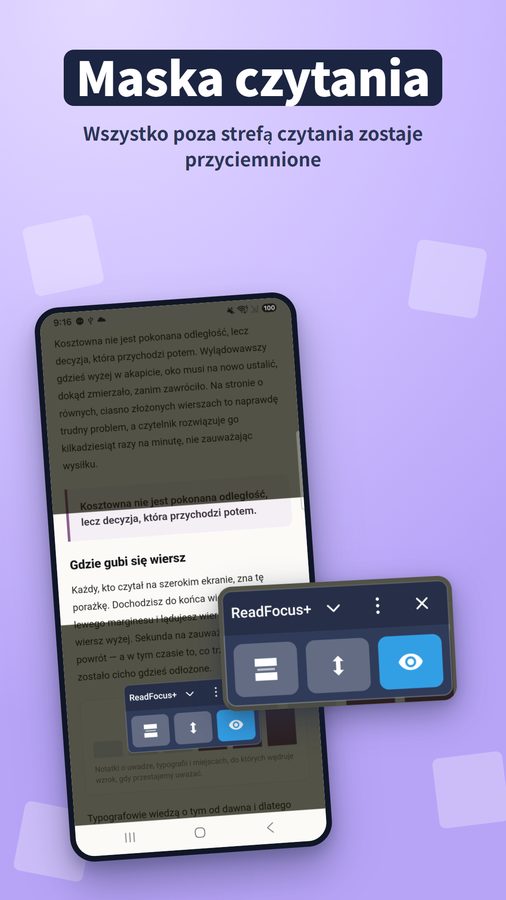 Maska czytania
Wszystko poza strefą czytania zostaje
przyciemnione
9:16
100
Kosztowna nie jest pokonana odległość, lecz
decyzja, która przychodzi potem. Wylądowawszy
gdzieś wyżej w akapicie, oko musi na nowo ustalić,
dokąd zmierzało, zanim zawróciło. Na stronie o
równych, ciasno złożonych wierszach to naprawdę
trudny problem, a czytelnik rozwiązuje go
kilkadziesiąt razy na minutę, nie zauważając
wysiłku.
Kosztowna nie jest pokonana odległość,
lecz decyzja, która przychodzi potem.
Gdzie gubi się wiersz
Każdy, kto czytał na szerokim ekranie, zna tę
porażkę. Dochodzisz do końca
lewego marginesu i lądujesz
wiersz wyżej. Sekunda na
powrót — a w tym czasie to, co
zostało cicho gdzieś odłożone.
ReadFocus+
ReadFocus+
Notatki o uwadze, typografii i miejscach, do których wędruje
wzrok, gdy przestajemy uważać.
Typografowie wiedzą o tym od dawna i dlatego